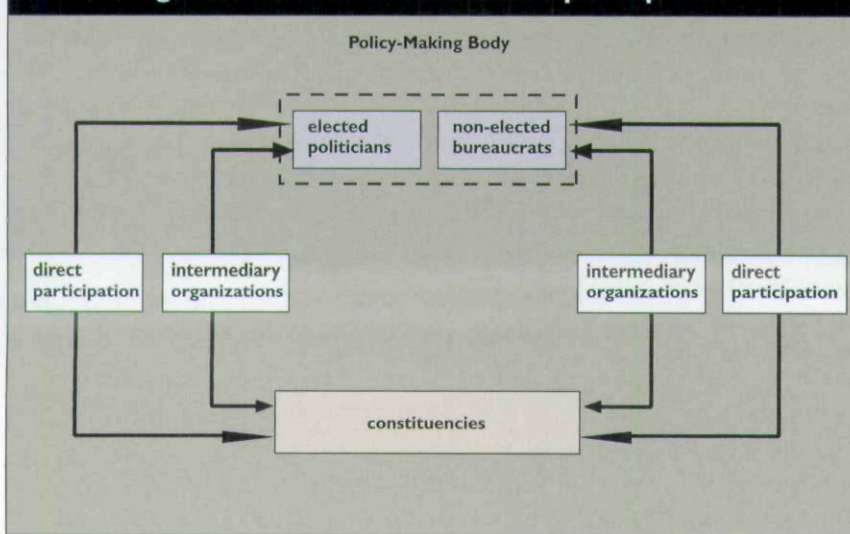 Policy-Making Body
elected
politicians
non-elected
bureaucrats
direct
participation
intermediary
organizations
intermediary
organizations
direct
participation
constituencies